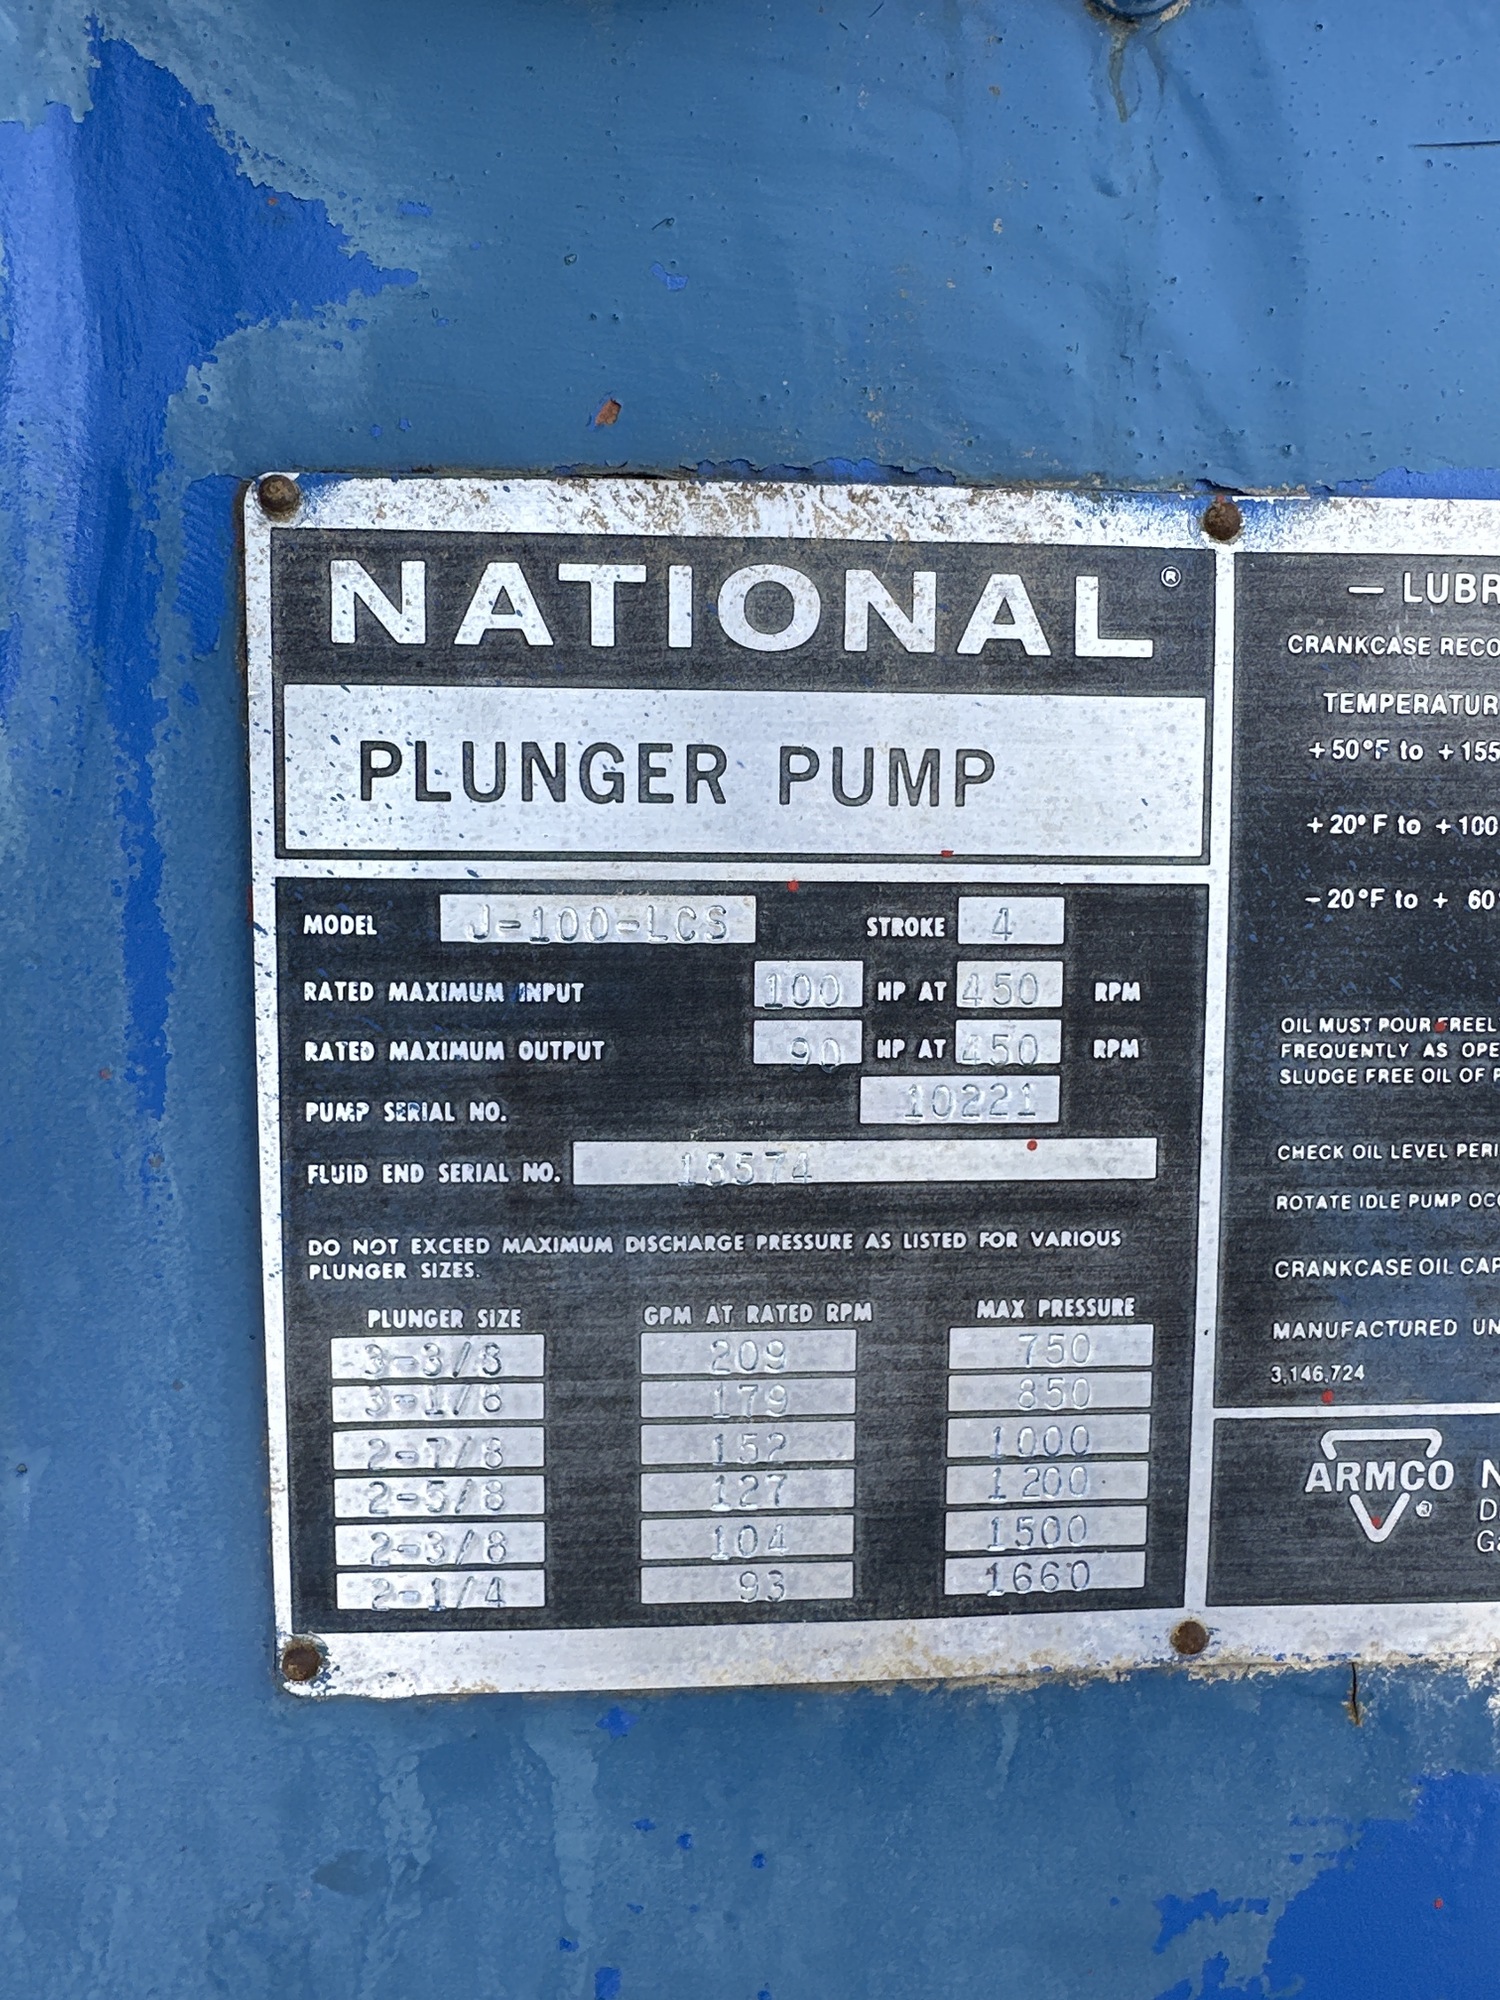 NATIONAL®
PLUNGER PUMP
MODEL J-100-LCS STROKE 4
RATED MAXIMUM INPUT 100 HP AT 450 RPM
RATED MAXIMUM OUTPUT 90 HP AT 450 RPM
PUMP SERIAL NO. 10221
FLUID END SERIAL NO. 15574
DO NOT EXCEED MAXIMUM DISCHARGE PRESSURE AS LISTED FOR VARIOUS
PLUNGER SIZES.
PLUNGER SIZE GPM AT RATED RPM MAX PRESSURE
3-3/8 209 750
3-1/8 179 850
2-7/8 152 1000
2-5/8 127 1200
2-3/8 104 1500
2-1/4 93 1660
— LUBR
CRANKCASE RECO
TEMPERATUR
+50°F to +155
+20°F to +100
-20°F to + 60°
OIL MUST POUR FREEL
FREQUENTLY AS OPE
SLUDGE FREE OIL OF
CHECK OIL LEVEL PERI
ROTATE IDLE PUMP OCC
CRANKCASE OIL CAP
MANUFACTURED UN
3,146,724
ARMCO® N
D
Ga